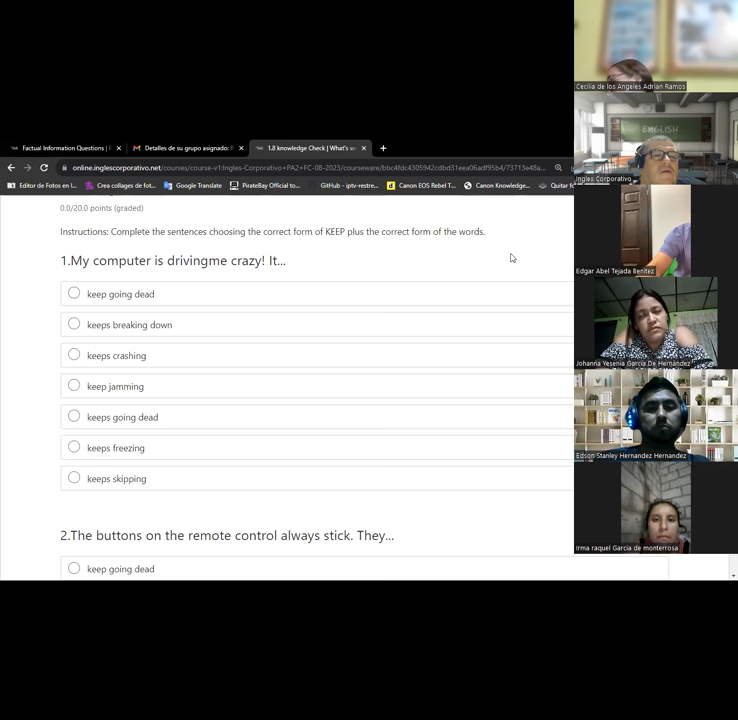 Factual Information Questions |
Detalles de su grupo asignado:
1.8 knowledge Check | What's w
online.inglescorporativo.net/courses/course-v1:Ingles-Corporativo+PA2+FC-08-2023/courseware/bbc4fdc4305942cdbd31eea06adf95b4/73713e48a...
Editor de Fotos en l...
Crea collages de fot...
Google Translate
PirateBay Official to...
GitHub - iptv-restre...
Canon EOS Rebel T...
Canon Knowledge...
Quitar fo
0.0/20.0 points (graded)
Instructions: Complete the sentences choosing the correct form of KEEP plus the correct form of the words.
1.My computer is drivingme crazy! It...
keep going dead
keeps breaking down
keeps crashing
keep jamming
keeps going dead
keeps freezing
keeps skipping
2.The buttons on the remote control always stick. They...
keep going dead
Cecilia de los Angeles Adrian Ramos
ENGLISH
Ingles Corporativo
Edgar Abel Tejada Benitez
Johanna Yesenia Garcia De Hernández
Edson Stanley Hernandez Hernandez
Irma raquel Garcia de monterrosa